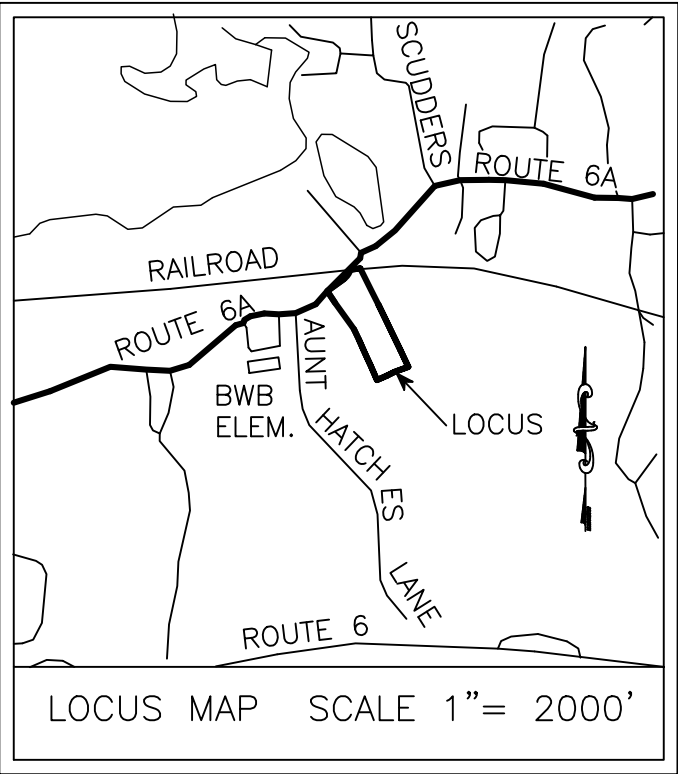 SCUDDERS
ROUTE 6A
RAILROAD
ROUTE 6A
AUNT
HATCH ES
LANE
BWB
ELEM.
LOCUS
ROUTE 6
LOCUS MAP SCALE 1"= 2000'